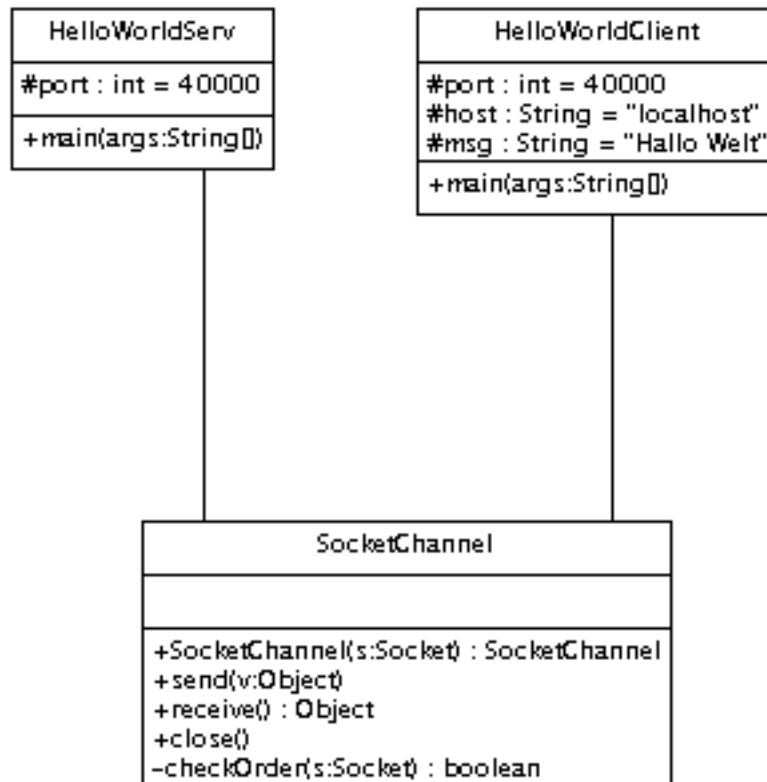 HelloWorldServ
#port : int = 40000
+main(args:String[])
HelloWorldClient
#port : int = 40000
#host : String = "localhost"
#msg : String = "Hallo Welt"
+main(args:String[])
SocketChannel
+SocketChannel(s:Socket) : SocketChannel
+send(v:Object)
+receive() : Object
+close()
-checkOrder(s:Socket) : boolean